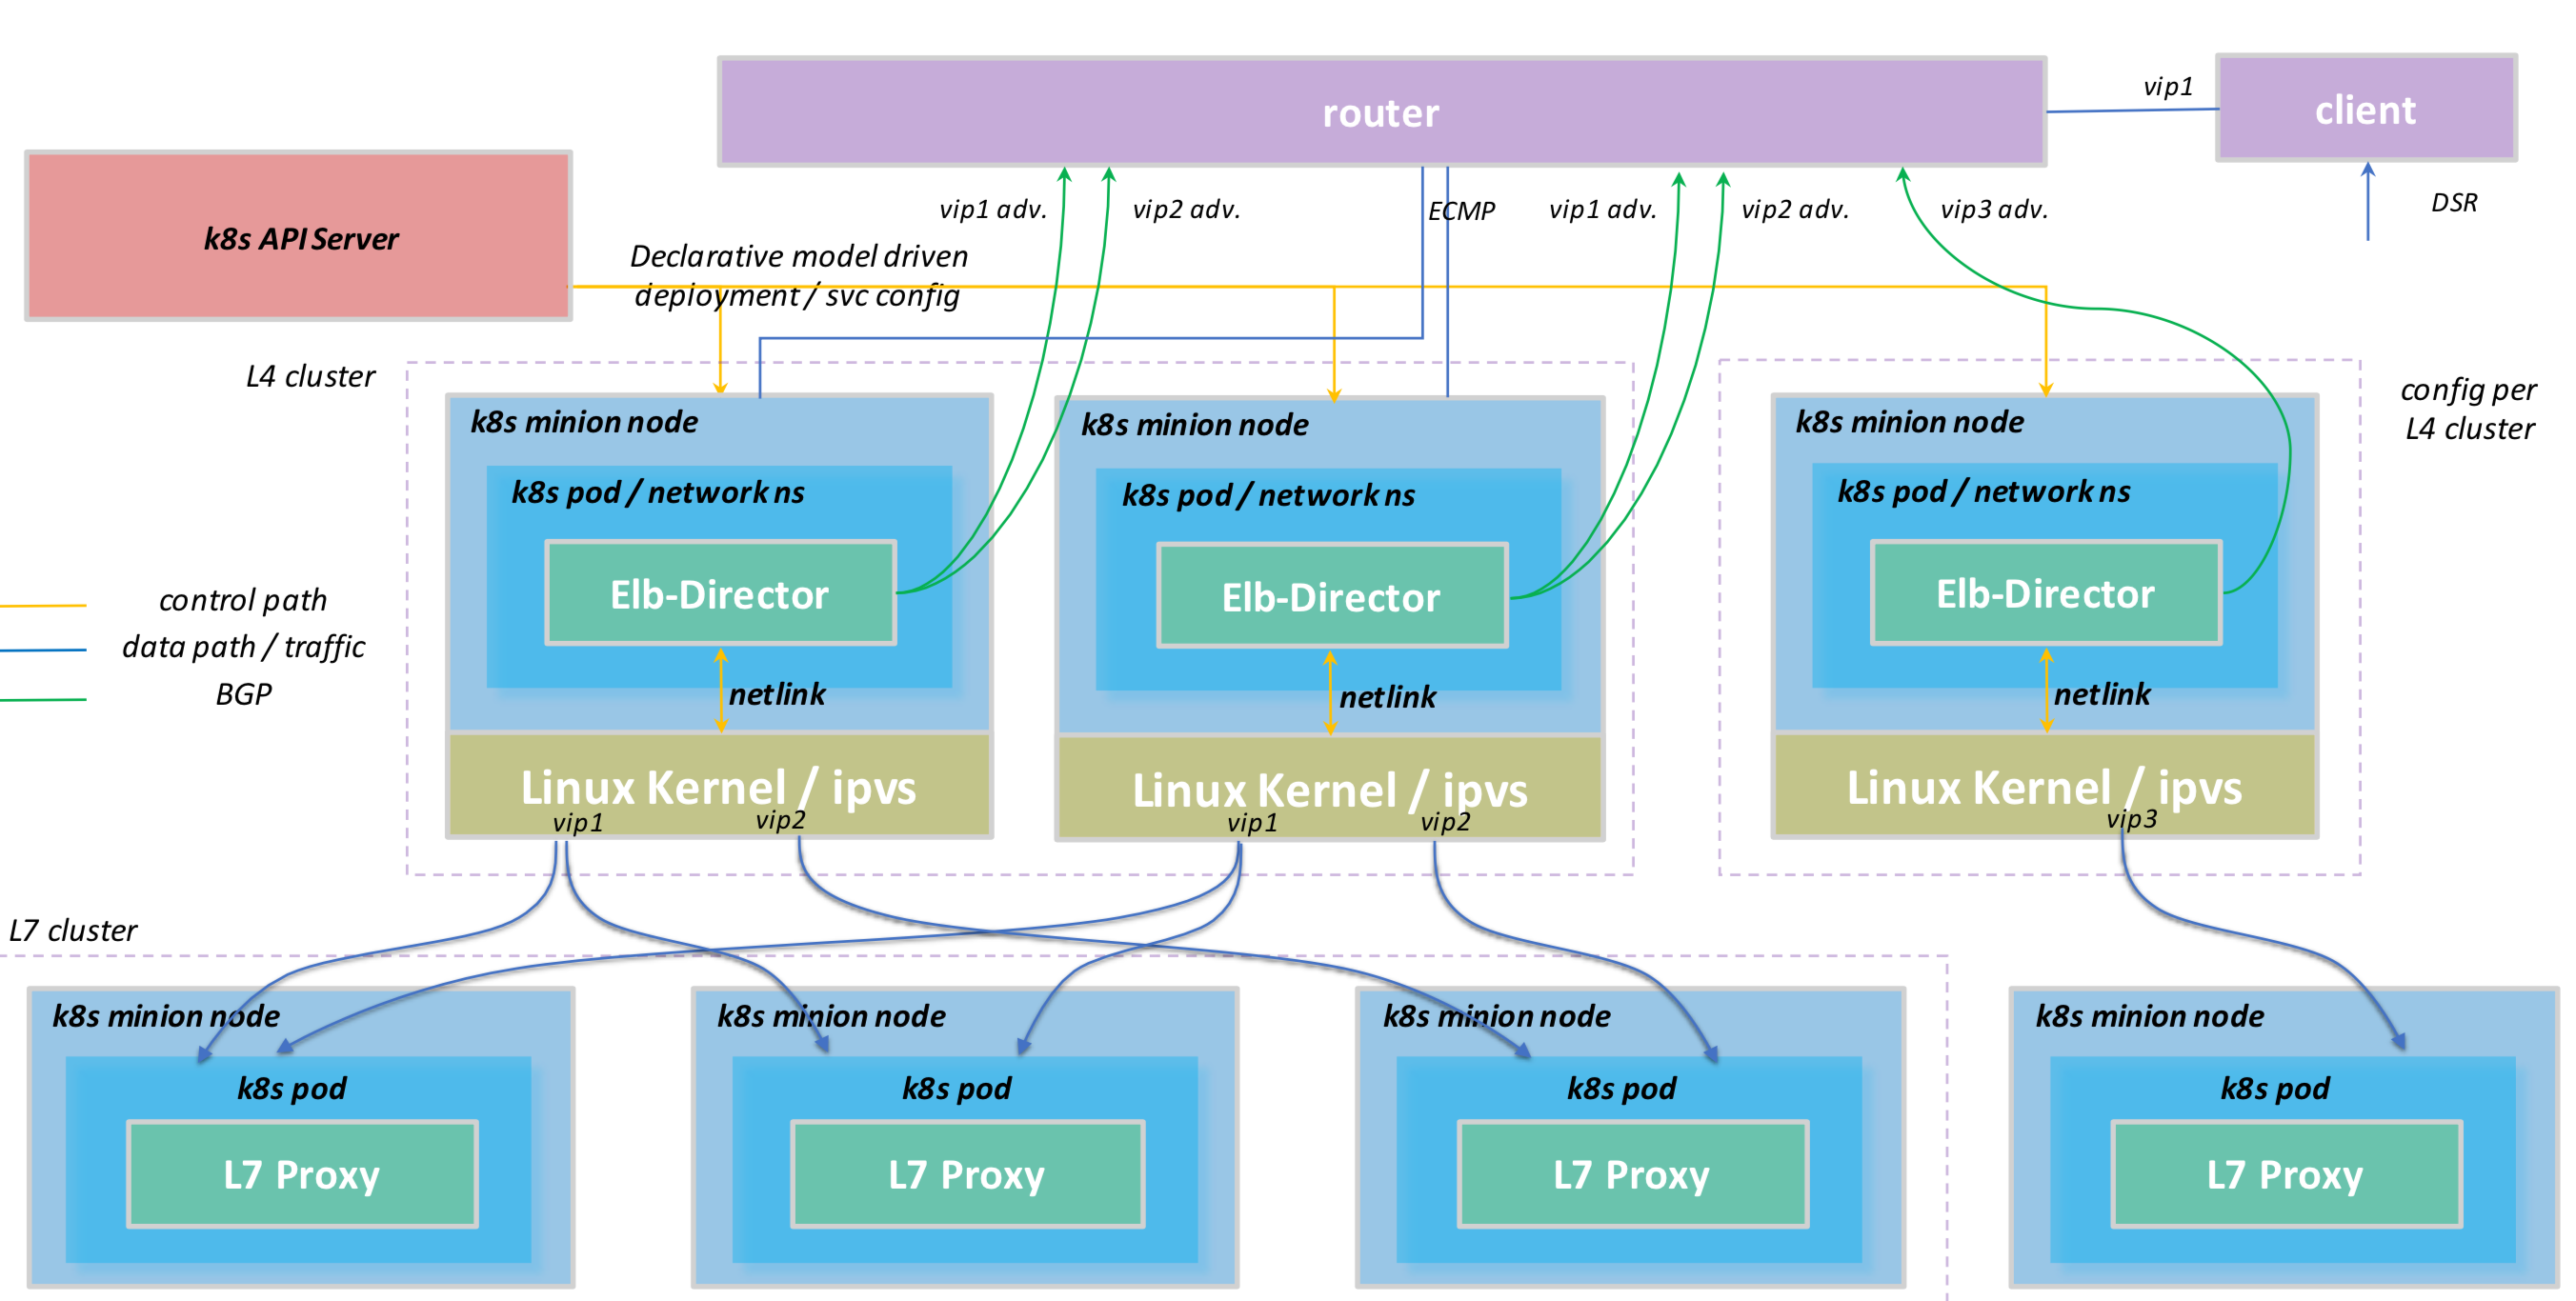 router
vip1
client
k8s API Server
vip1 adv.
vip2 adv.
ECMP
vip1 adv.
vip2 adv.
vip3 adv.
DSR
Declarative model driven
deployment / svc config
L4 cluster
config per
L4 cluster
k8s minion node
k8s pod / network ns
Elb-Director
netlink
Linux Kernel / ipvs
vip1
vip2
k8s minion node
k8s pod / network ns
Elb-Director
netlink
Linux Kernel / ipvs
vip1
vip2
k8s minion node
k8s pod / network ns
Elb-Director
netlink
Linux Kernel / ipvs
vip3
control path
data path / traffic
BGP
L7 cluster
k8s minion node
k8s pod
L7 Proxy
k8s minion node
k8s pod
L7 Proxy
k8s minion node
k8s pod
L7 Proxy
k8s minion node
k8s pod
L7 Proxy